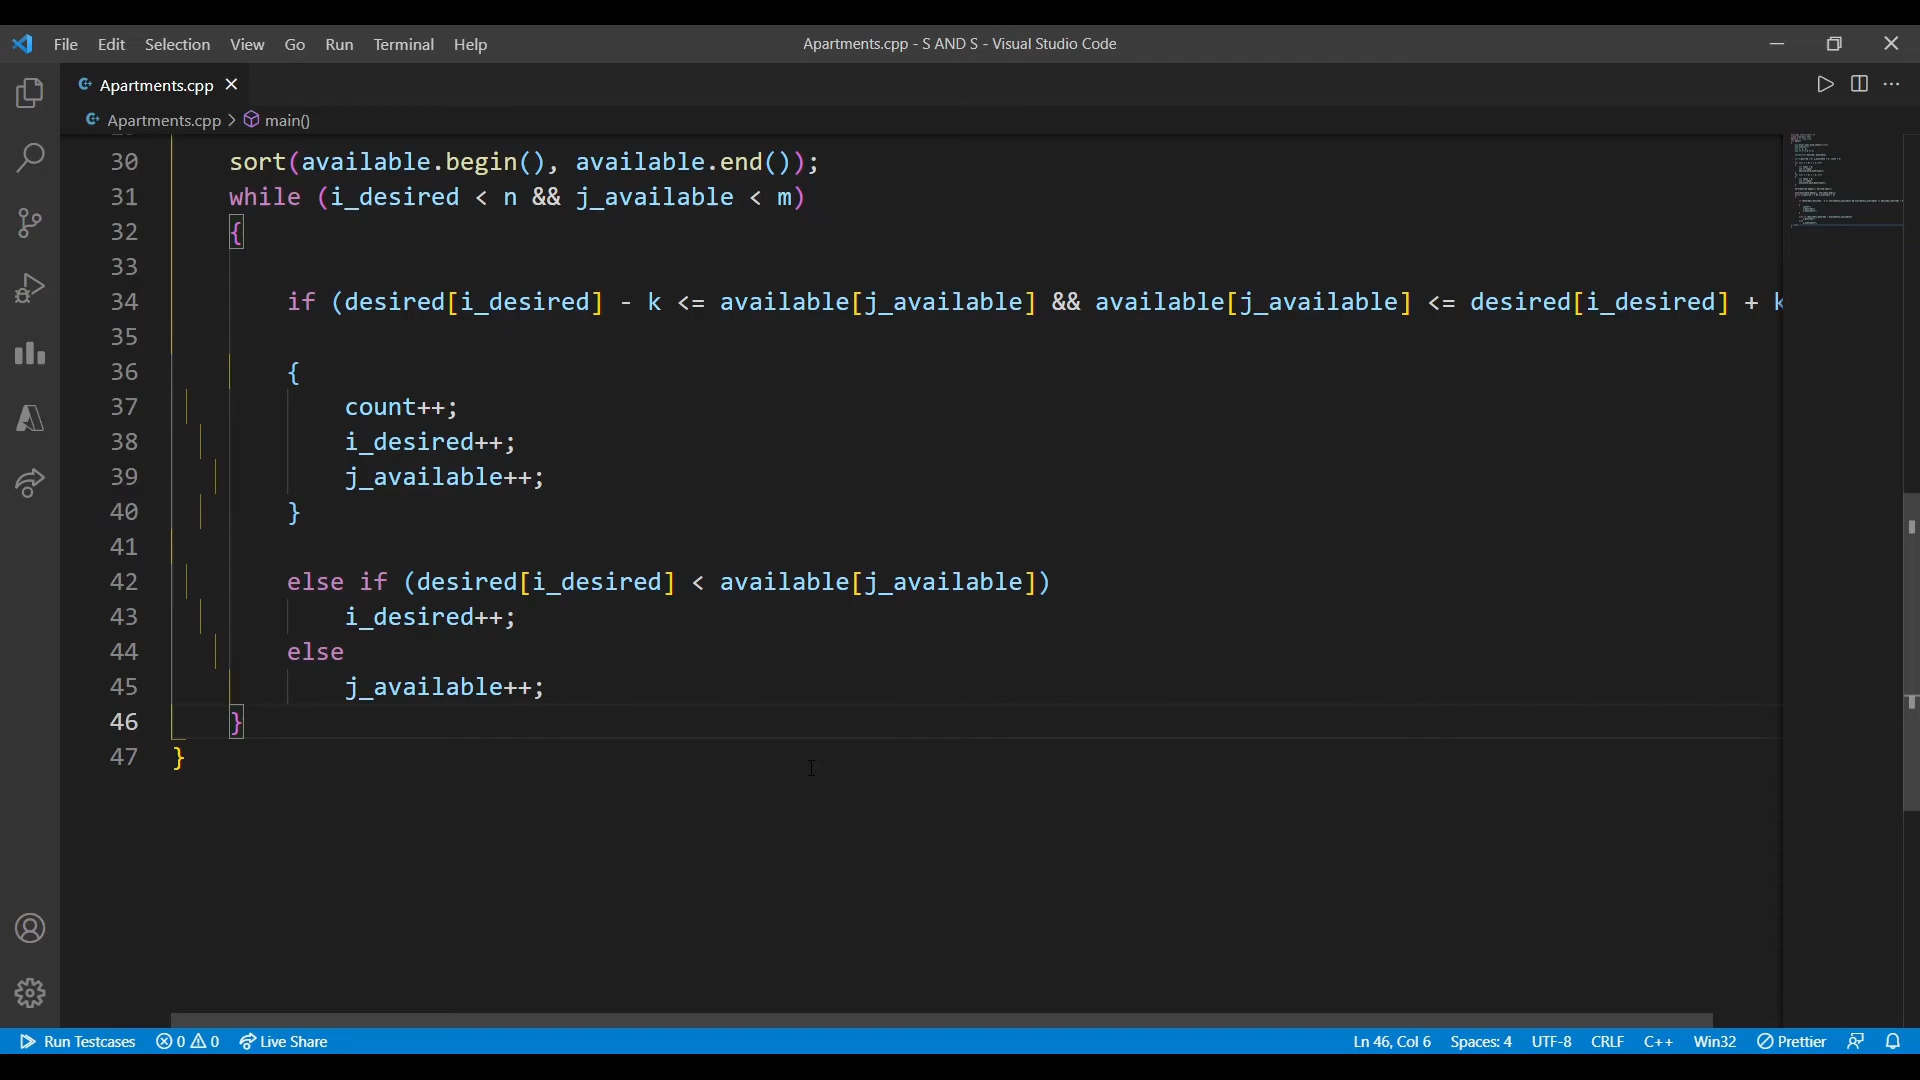 File Edit Selection View Go Run Terminal Help
Apartments.cpp - S AND S - Visual Studio Code
Apartments.cpp
Apartments.cpp > main()
30 sort(available.begin(), available.end());
31 while (i_desired < n && j_available < m)
32 {
33
34 if (desired[i_desired] - k <= available[j_available] && available[j_available] <= desired[i_desired] + k
35
36 {
37 count++;
38 i_desired++;
39 j_available++;
40 }
41
42 else if (desired[i_desired] < available[j_available])
43 i_desired++;
44 else
45 j_available++;
46 }
47 }
Run Testcases 0 0 Live Share Ln 46, Col 6 Spaces: 4 UTF-8 CRLF C++ Win32 Prettier